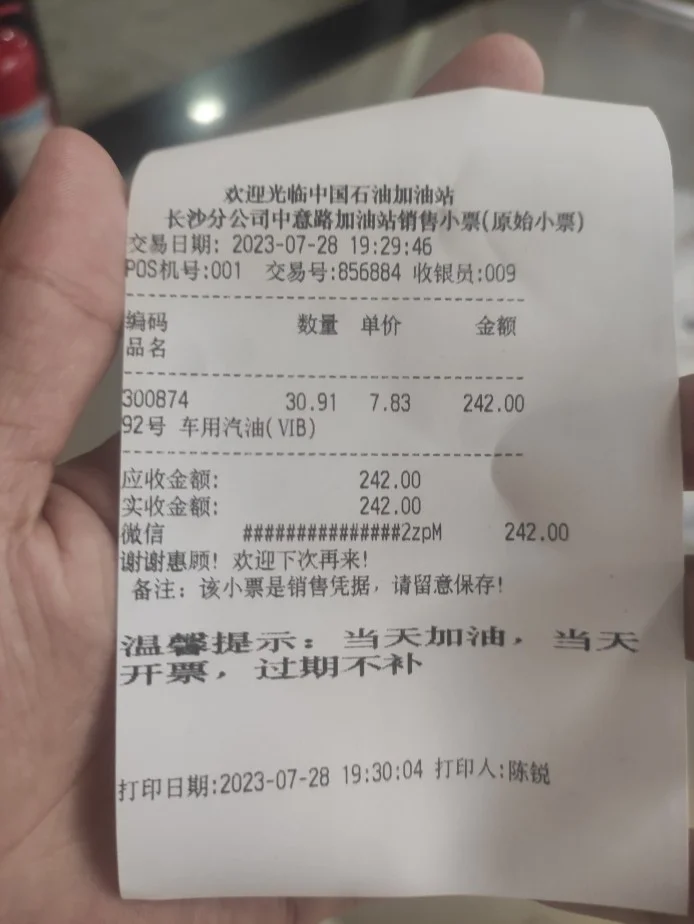 欢迎光临中国石油加油站
长沙分公司中意路加油站销售小票(原始小票)
交易日期: 2023-07-28 19:29:46
POS机号:001 交易号:856884 收银员:009
编码 数量 单价 金额
品名
300874 30.91 7.83 242.00
92号 车用汽油(VIB)
应收金额: 242.00
实收金额: 242.00
微信 ###############2zpM 242.00
谢谢惠顾! 欢迎下次再来!
备注: 该小票是销售凭据, 请留意保存!
温馨提示: 当天加油, 当天
开票, 过期不补
打印日期:2023-07-28 19:30:04 打印人:陈锐